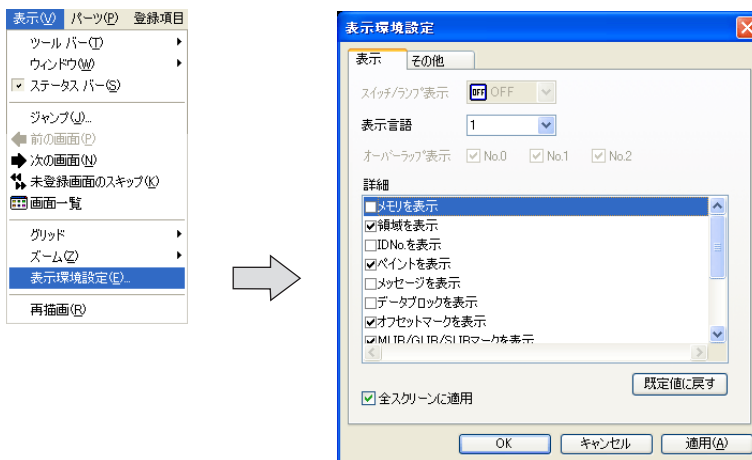 表示(V) パーツ(P) 登録項目
ツール バー(T)
ウィンドウ(W)
ステータス バー(S)
ジャンプ(J)...
前の画面(P)
次の画面(N)
未登録画面のスキップ(K)
画面一覧
グリッド
ズーム(Z)
表示環境設定(E)...
再描画(R)
表示環境設定
表示 その他
スイッチ/ランプ表示 OFF OFF
表示言語 1
オーバーラップ表示 No.0 No.1 No.2
詳細
メモリを表示
領域を表示
IDNo.を表示
ペイントを表示
メッセージを表示
データブロックを表示
オフセットマークを表示
MLIB/GLIB/SLIBマークを表示
既定値に戻す
全スクリーンに適用
OK キャンセル 適用(A)